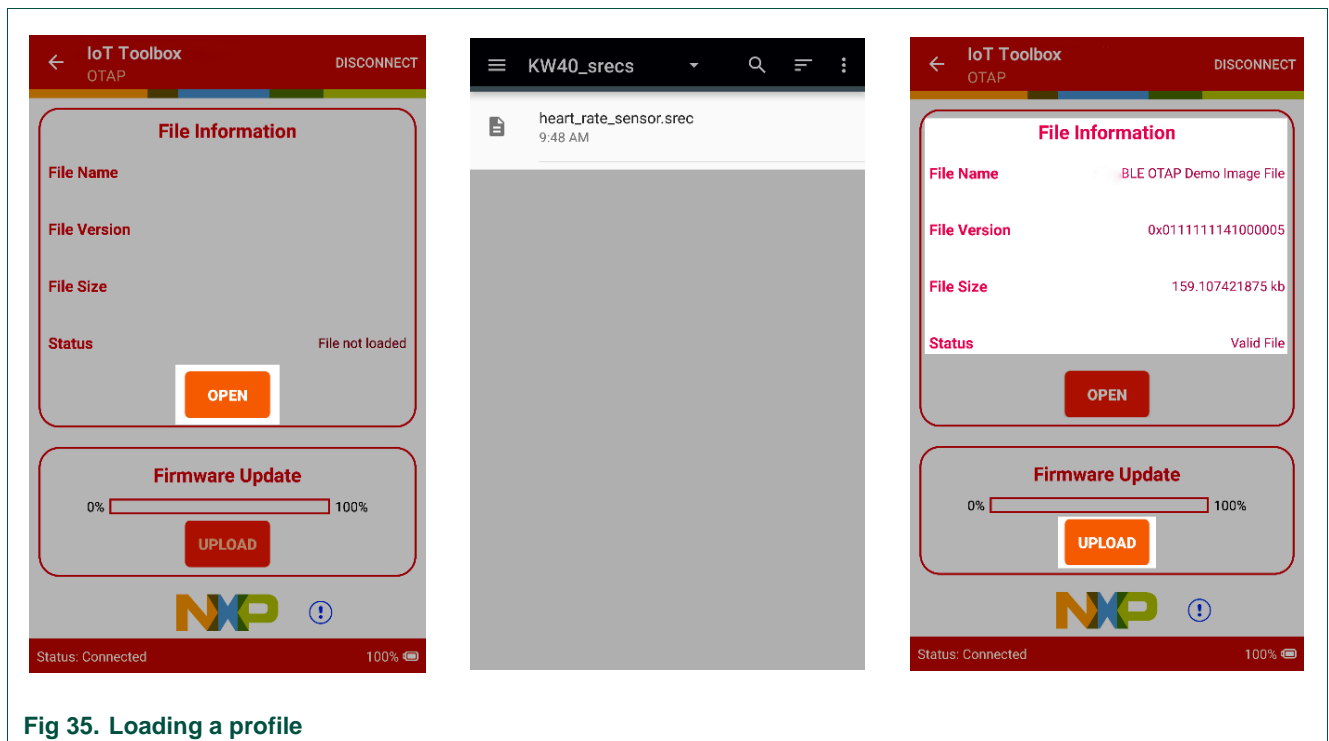 IoT Toolbox
OTAP
DISCONNECT
File Information
File Name
File Version
File Size
Status File not loaded
OPEN
Firmware Update
0% 100%
UPLOAD
NXP
Status: Connected 100%
KW40_srecs
heart_rate_sensor.srec
9:48 AM
IoT Toolbox
OTAP
DISCONNECT
File Information
File Name BLE OTAP Demo Image File
File Version 0x0111111141000005
File Size 159.107421875 kb
Status Valid File
OPEN
Firmware Update
0% 100%
UPLOAD
NXP
Status: Connected 100%
Fig 35. Loading a profile